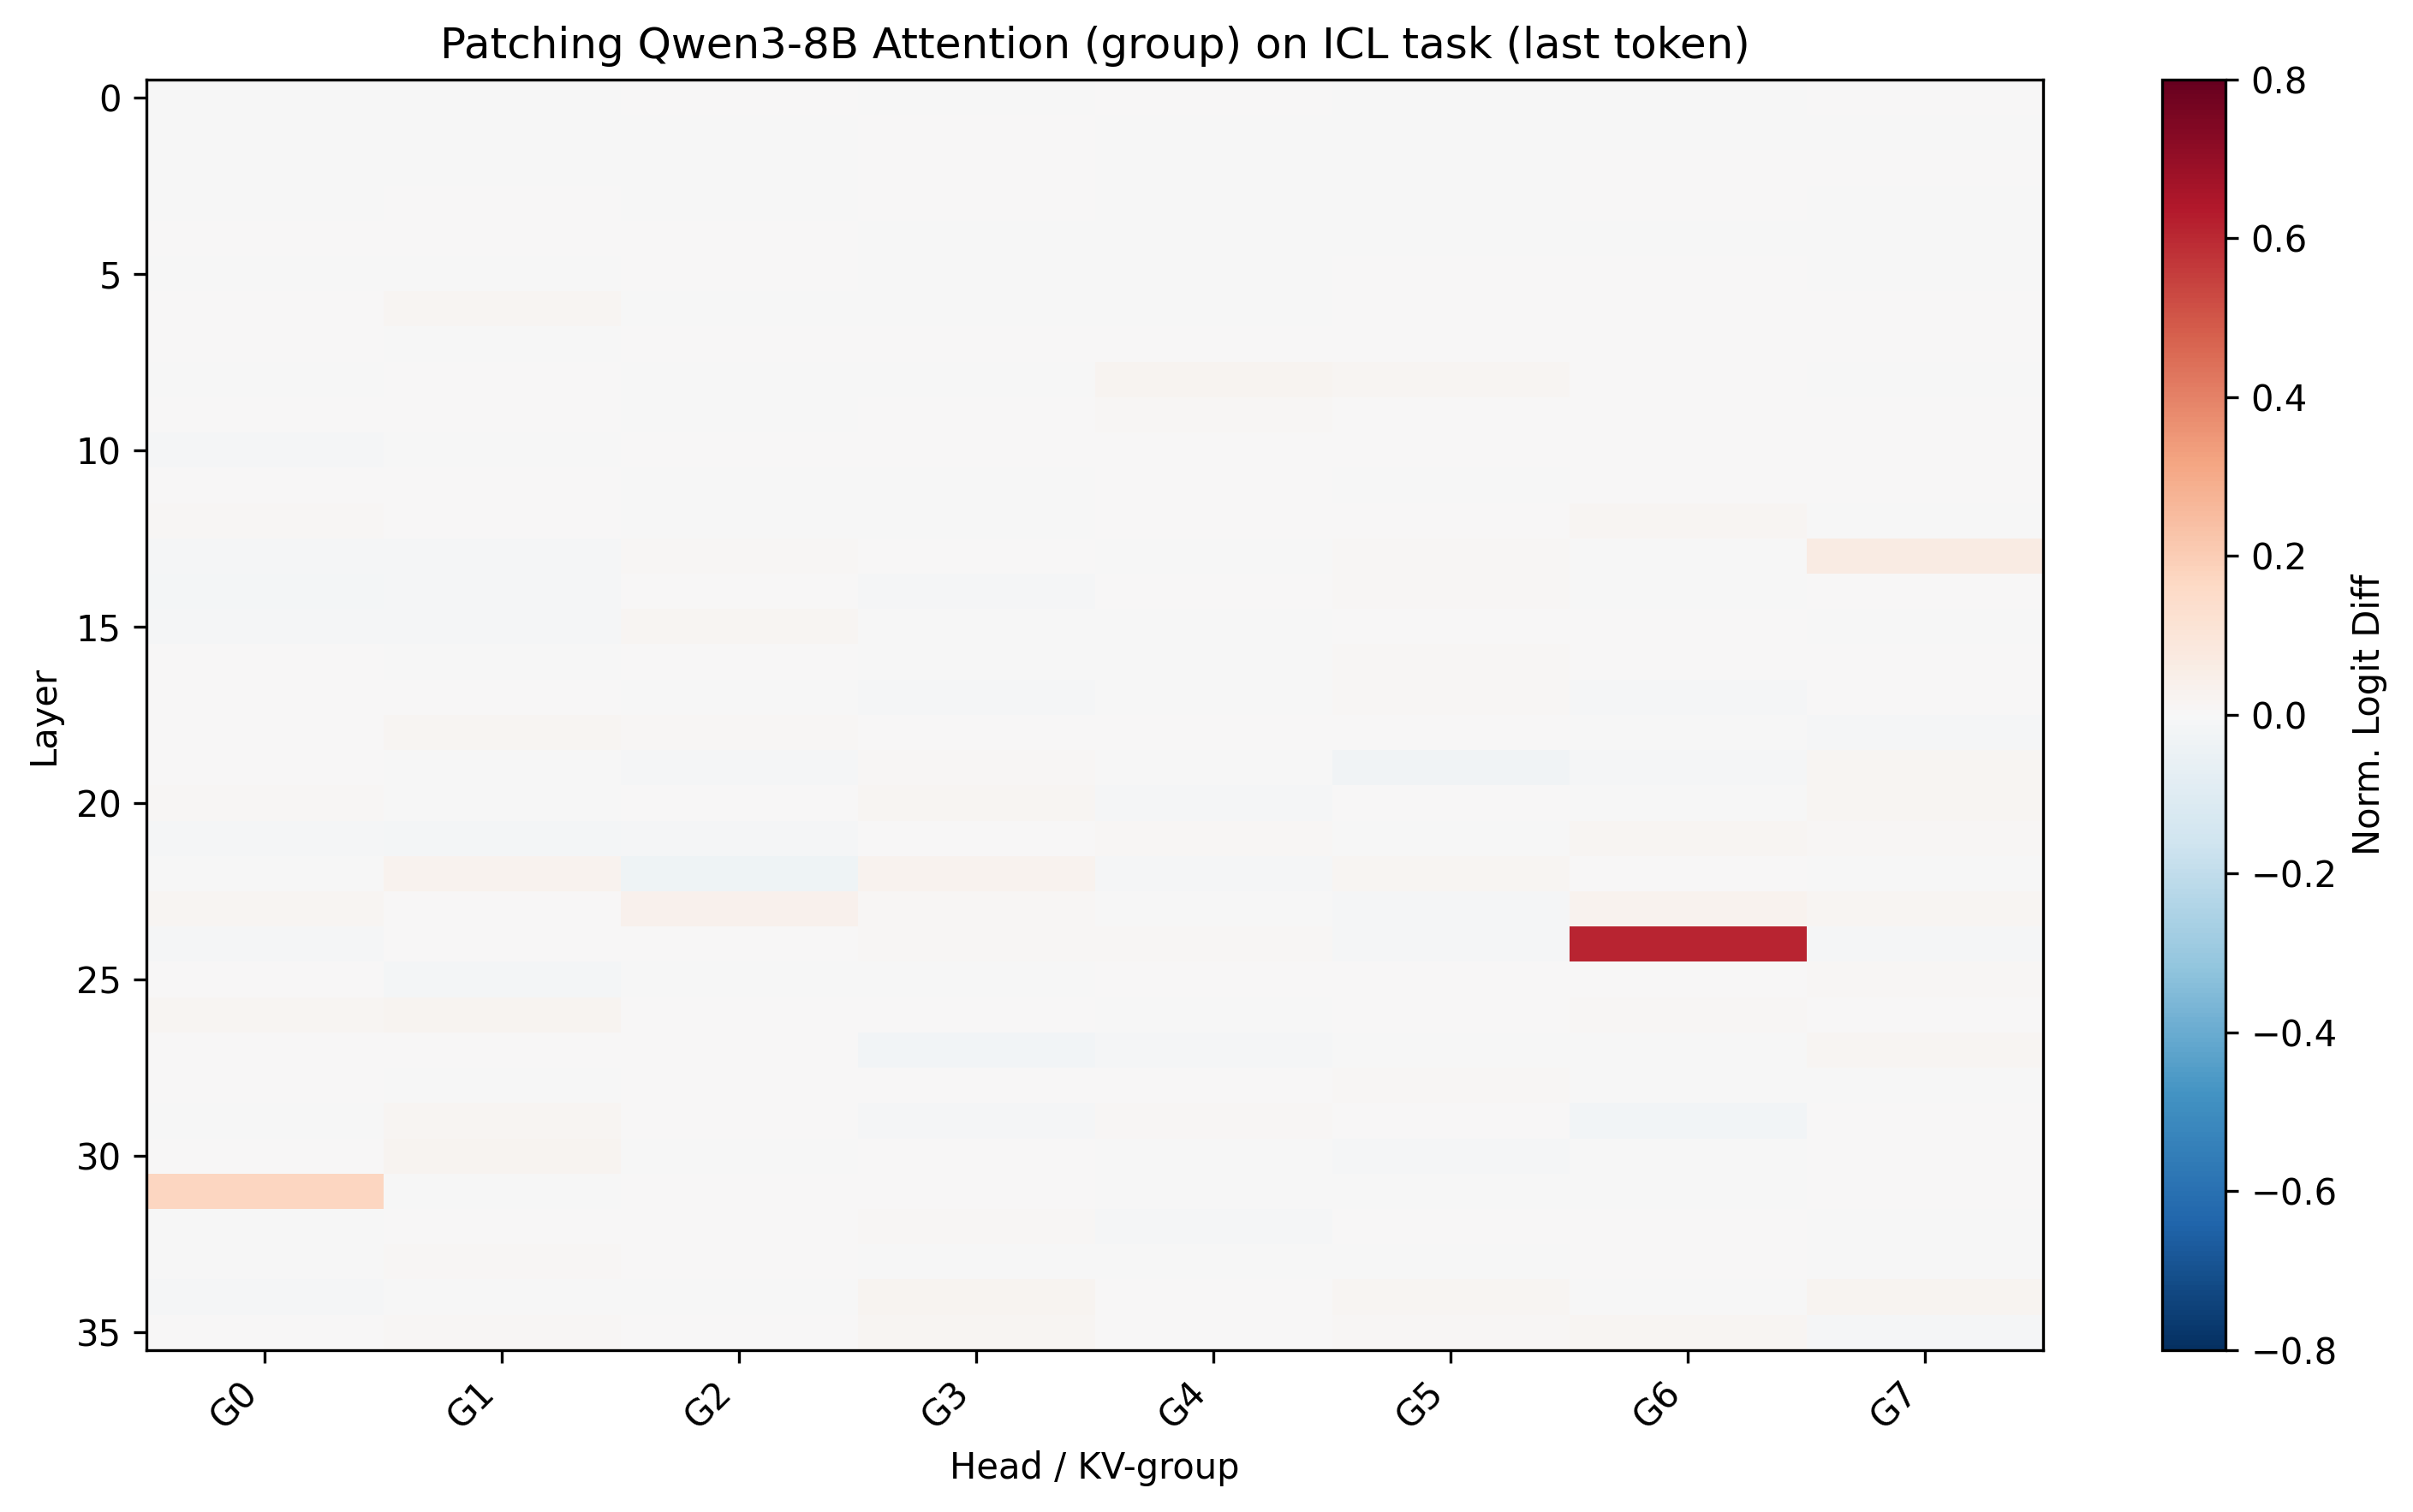 Patching Qwen3-8B Attention (group) on ICL task (last token)
0
5
10
15
20
25
30
35
Layer
G0
G1
G2
G3
G4
G5
G6
G7
Head / KV-group
0.8
0.6
0.4
0.2
0.0
−0.2
−0.4
−0.6
−0.8
Norm. Logit Diff